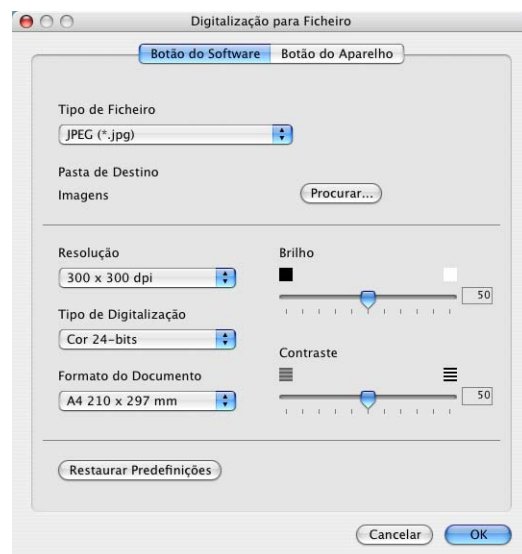 Digitalização para Ficheiro
Botão do Software Botão do Aparelho
Tipo de Ficheiro
JPEG (*.jpg)
Pasta de Destino
Imagens Procurar...
Resolução
300 x 300 dpi
Tipo de Digitalização
Cor 24-bits
Formato do Documento
A4 210 x 297 mm
Brilho
50
Contraste
50
Restaurar Predefinições
Cancelar OK